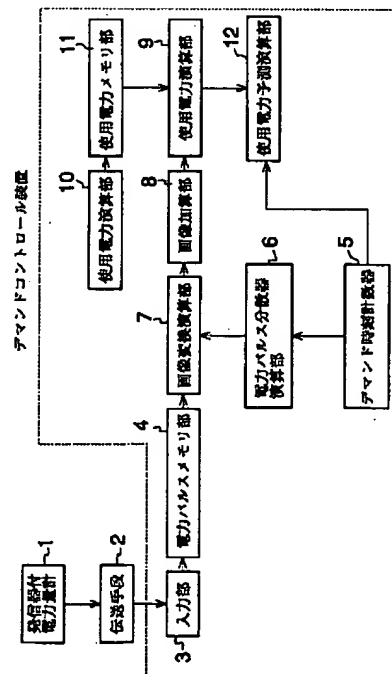 デマンドコントロール装置
1
発信器付
電力量計
2
伝送手段
3
入力部
4
電力パルスメモリ部
7
画像変換演算部
8
画像加算部
9
使用電力演算部
10
使用電力演算部
11
使用電力メモリ部
12
使用電力予測演算部
6
電力パルス分散器
演算部
5
デマンド時刻計数器